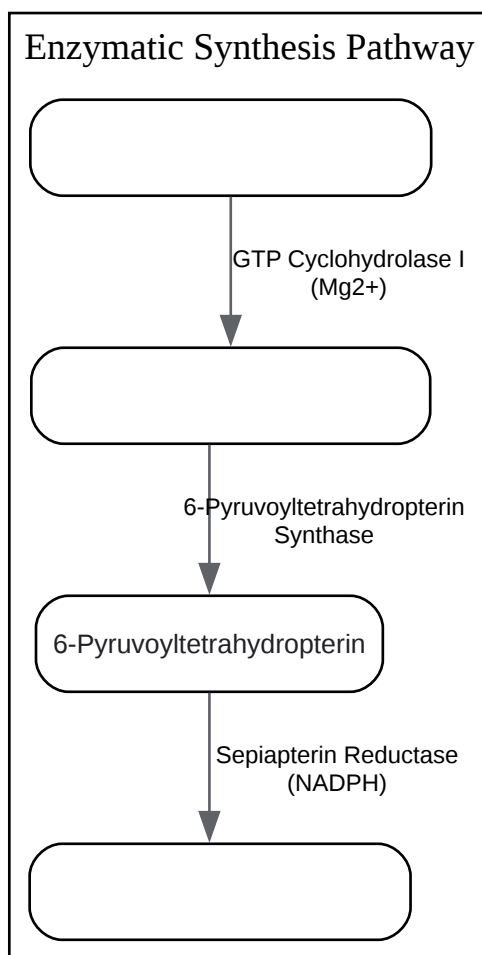 Enzymatic Synthesis Pathway
GTP Cyclohydrolase I
(Mg2+)
6-Pyruvoyltetrahydropterin
Synthase
6-Pyruvoyltetrahydropterin
Sepiapterin Reductase
(NADPH)